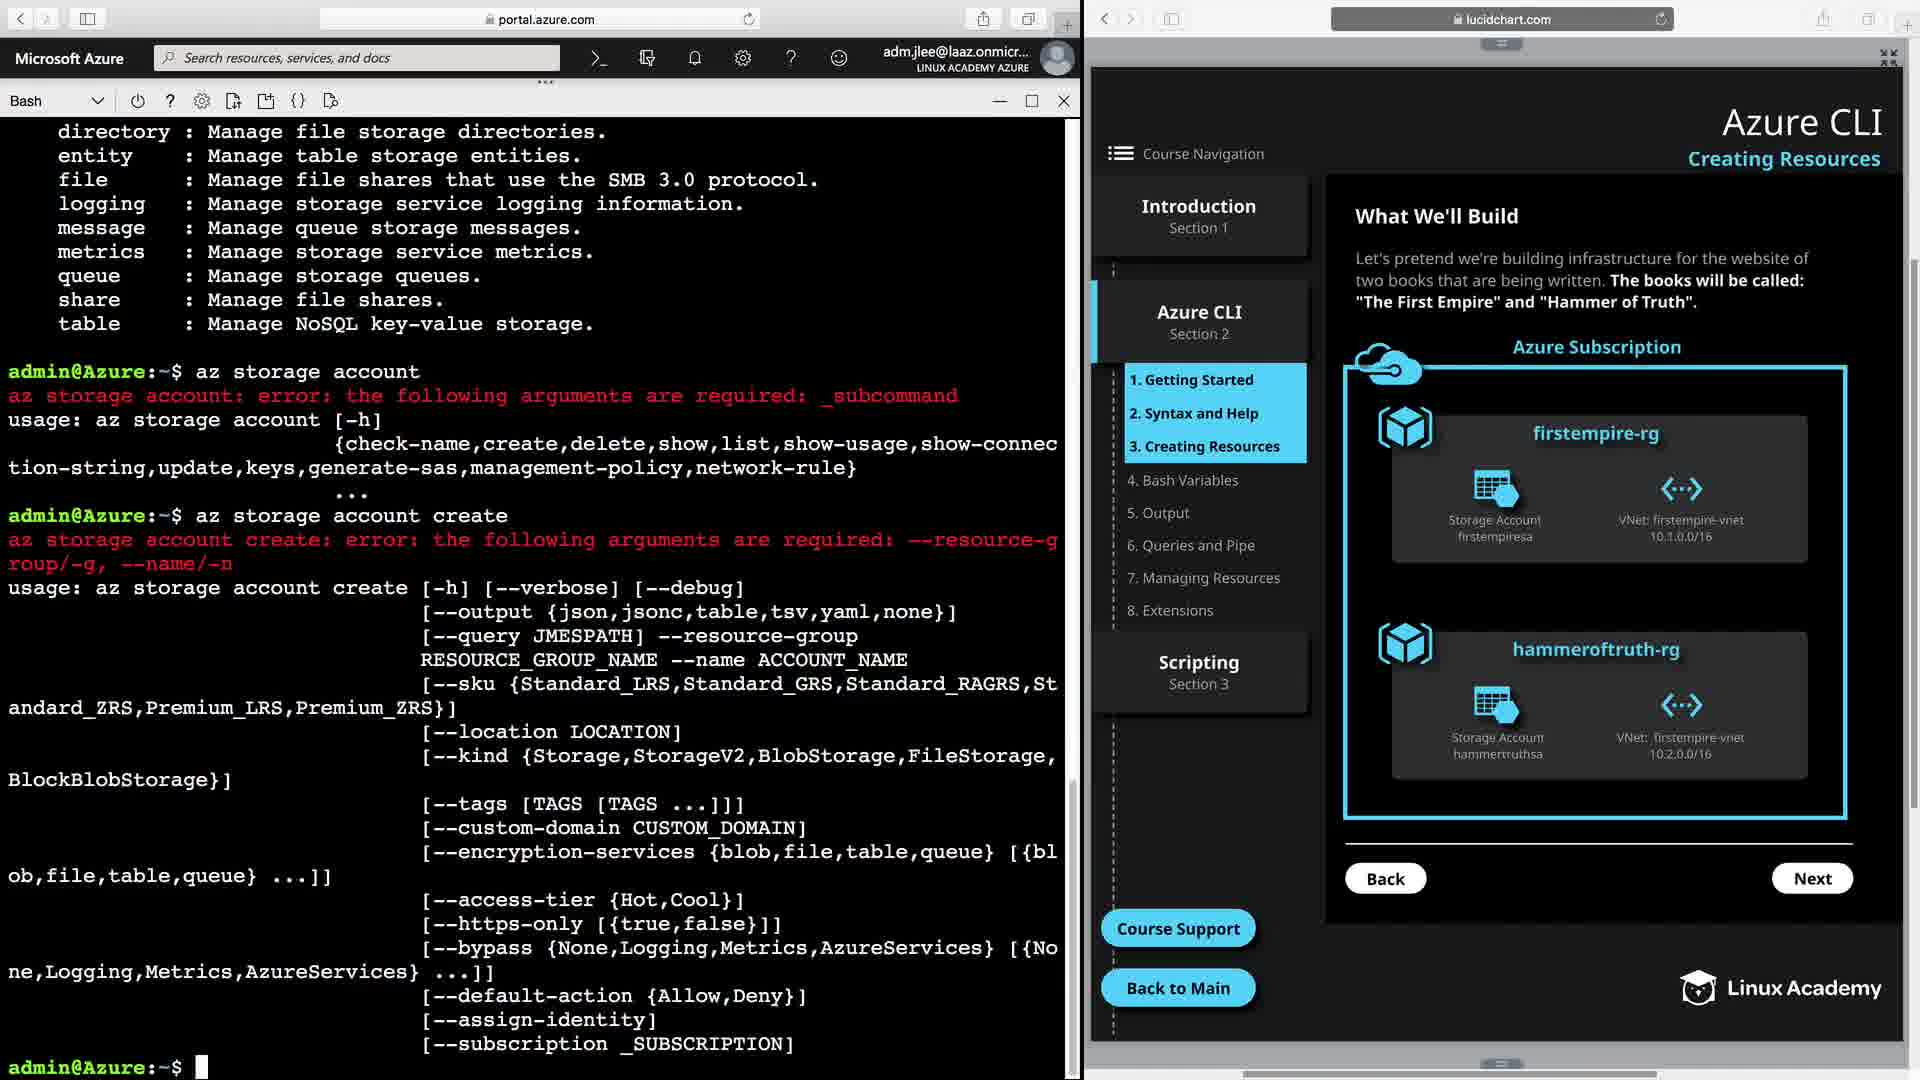 portal.azure.com
lucidchart.com
Microsoft Azure
Search resources, services, and docs
adm.jlee@laaz.onmicr...
LINUX ACADEMY AZURE
Bash
directory : Manage file storage directories.
entity : Manage table storage entities.
file : Manage file shares that use the SMB 3.0 protocol.
logging : Manage storage service logging information.
message : Manage queue storage messages.
metrics : Manage storage service metrics.
queue : Manage storage queues.
share : Manage file shares.
table : Manage NoSQL key-value storage.
admin@Azure:~$ az storage account
az storage account: error: the following arguments are required: _subcommand
usage: az storage account [-h]
{check-name,create,delete,show,list,show-usage,show-connec
tion-string,update,keys,generate-sas,management-policy,network-rule}
...
admin@Azure:~$ az storage account create
az storage account create: error: the following arguments are required: --resource-g
roup/-g, --name/-n
usage: az storage account create [-h] [--verbose] [--debug]
[--output {json,jsonc,table,tsv,yaml,none}]
[--query JMESPATH] --resource-group
RESOURCE_GROUP_NAME --name ACCOUNT_NAME
[--sku {Standard_LRS,Standard_GRS,Standard_RAGRS,St
andard_ZRS,Premium_LRS,Premium_ZRS}]
[--location LOCATION]
[--kind {Storage,StorageV2,BlobStorage,FileStorage,
BlockBlobStorage}]
[--tags [TAGS [TAGS ...]]]
[--custom-domain CUSTOM_DOMAIN]
[--encryption-services {blob,file,table,queue} [{bl
ob,file,table,queue} ...]]
[--access-tier {Hot,Cool}]
[--https-only [{true,false}]]
[--bypass {None,Logging,Metrics,AzureServices} [{No
ne,Logging,Metrics,AzureServices} ...]]
[--default-action {Allow,Deny}]
[--assign-identity]
[--subscription _SUBSCRIPTION]
admin@Azure:~$
Azure CLI
Creating Resources
Course Navigation
Introduction
Section 1
Azure CLI
Section 2
1. Getting Started
2. Syntax and Help
3. Creating Resources
4. Bash Variables
5. Output
6. Queries and Pipe
7. Managing Resources
8. Extensions
Scripting
Section 3
Course Support
Back to Main
What We'll Build
Let's pretend we're building infrastructure for the website of
two books that are being written. The books will be called:
"The First Empire" and "Hammer of Truth".
Azure Subscription
firstempire-rg
Storage Account
firstempiresa
VNet: firstempire-vnet
10.1.0.0/16
hammeroftruth-rg
Storage Account
hammertruthsa
VNet: firstempire-vnet
10.2.0.0/16
Back
Next
Linux Academy